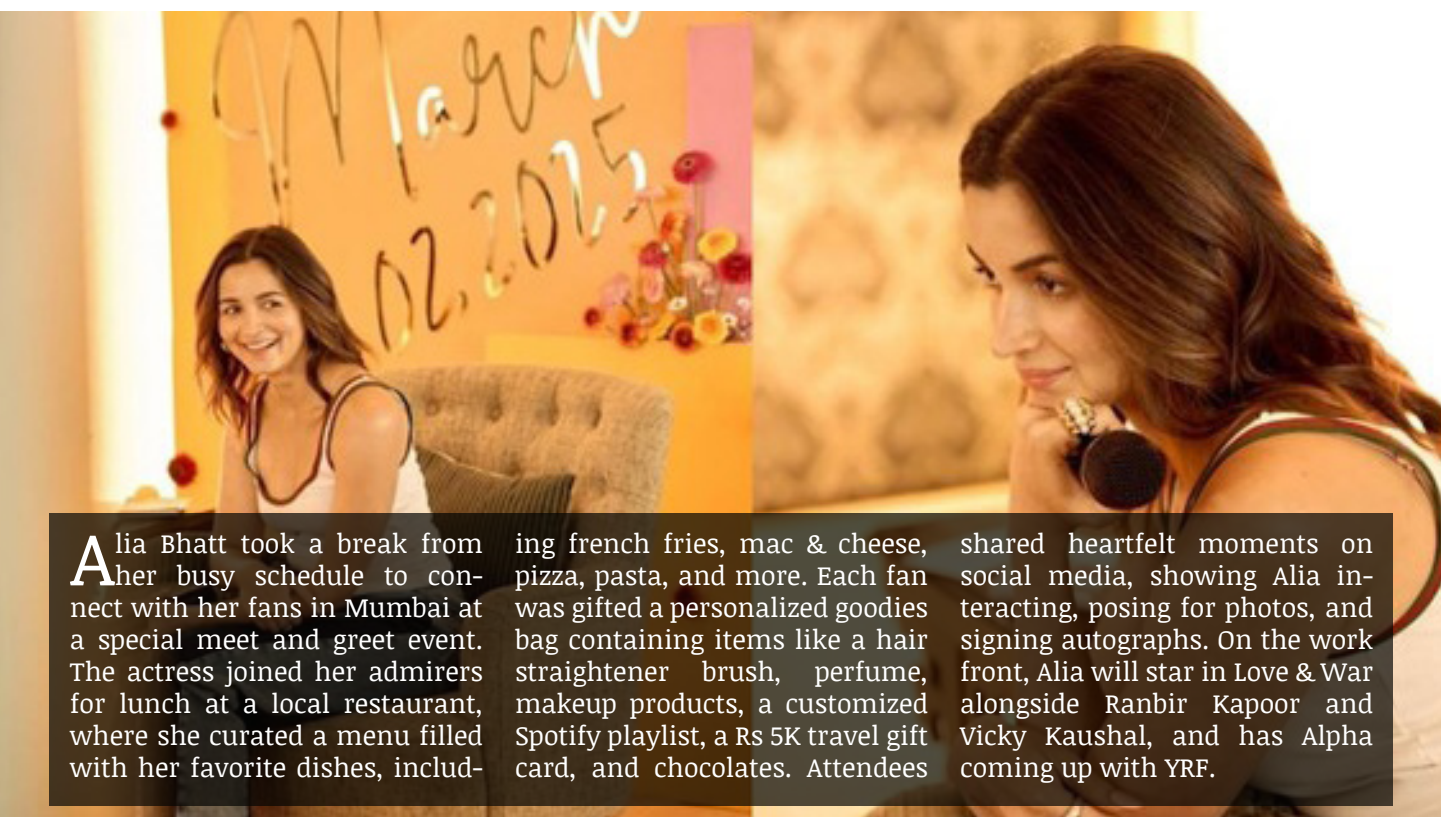 March
02, 2025
Alia Bhatt took a break from
her busy schedule to con-
nect with her fans in Mumbai at
a special meet and greet event.
The actress joined her admirers
for lunch at a local restaurant,
where she curated a menu filled
with her favorite dishes, includ-
ing french fries, mac & cheese,
pizza, pasta, and more. Each fan
was gifted a personalized goodies
bag containing items like a hair
straightener brush, perfume,
makeup products, a customized
Spotify playlist, a Rs 5K travel gift
card, and chocolates. Attendees
shared heartfelt moments on
social media, showing Alia in-
teracting, posing for photos, and
signing autographs. On the work
front, Alia will star in Love & War
alongside Ranbir Kapoor and
Vicky Kaushal, and has Alpha
coming up with YRF.